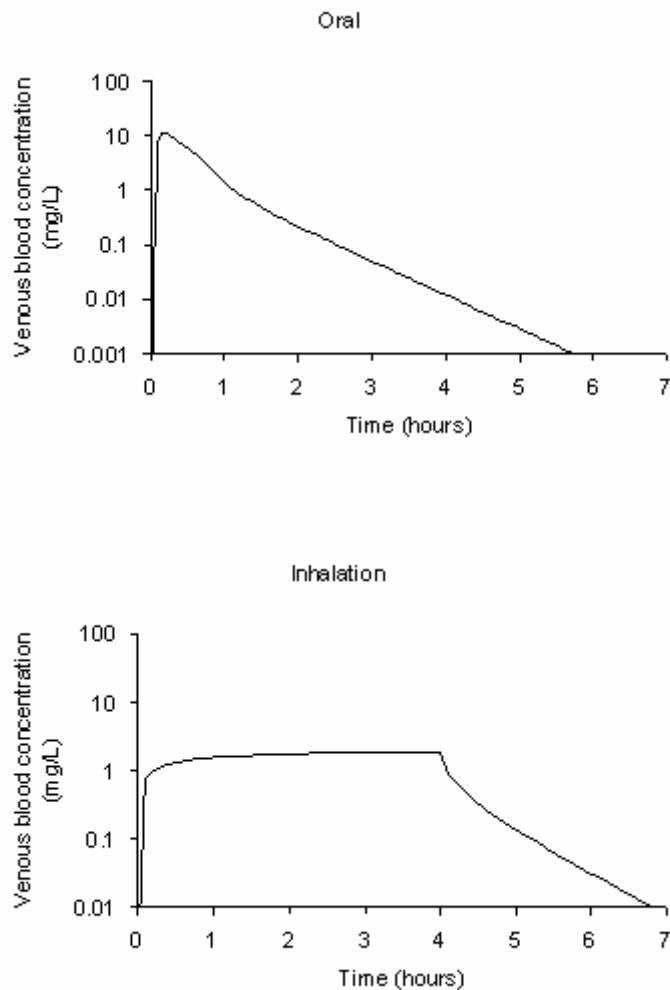 Oral
Venous blood concentration
(mg/L)
100
10
1
0.1
0.01
0.001
0 1 2 3 4 5 6 7
Time (hours)
Inhalation
Venous blood concentration
(mg/L)
100
10
1
0.1
0.01
0 1 2 3 4 5 6 7
Time (hours)